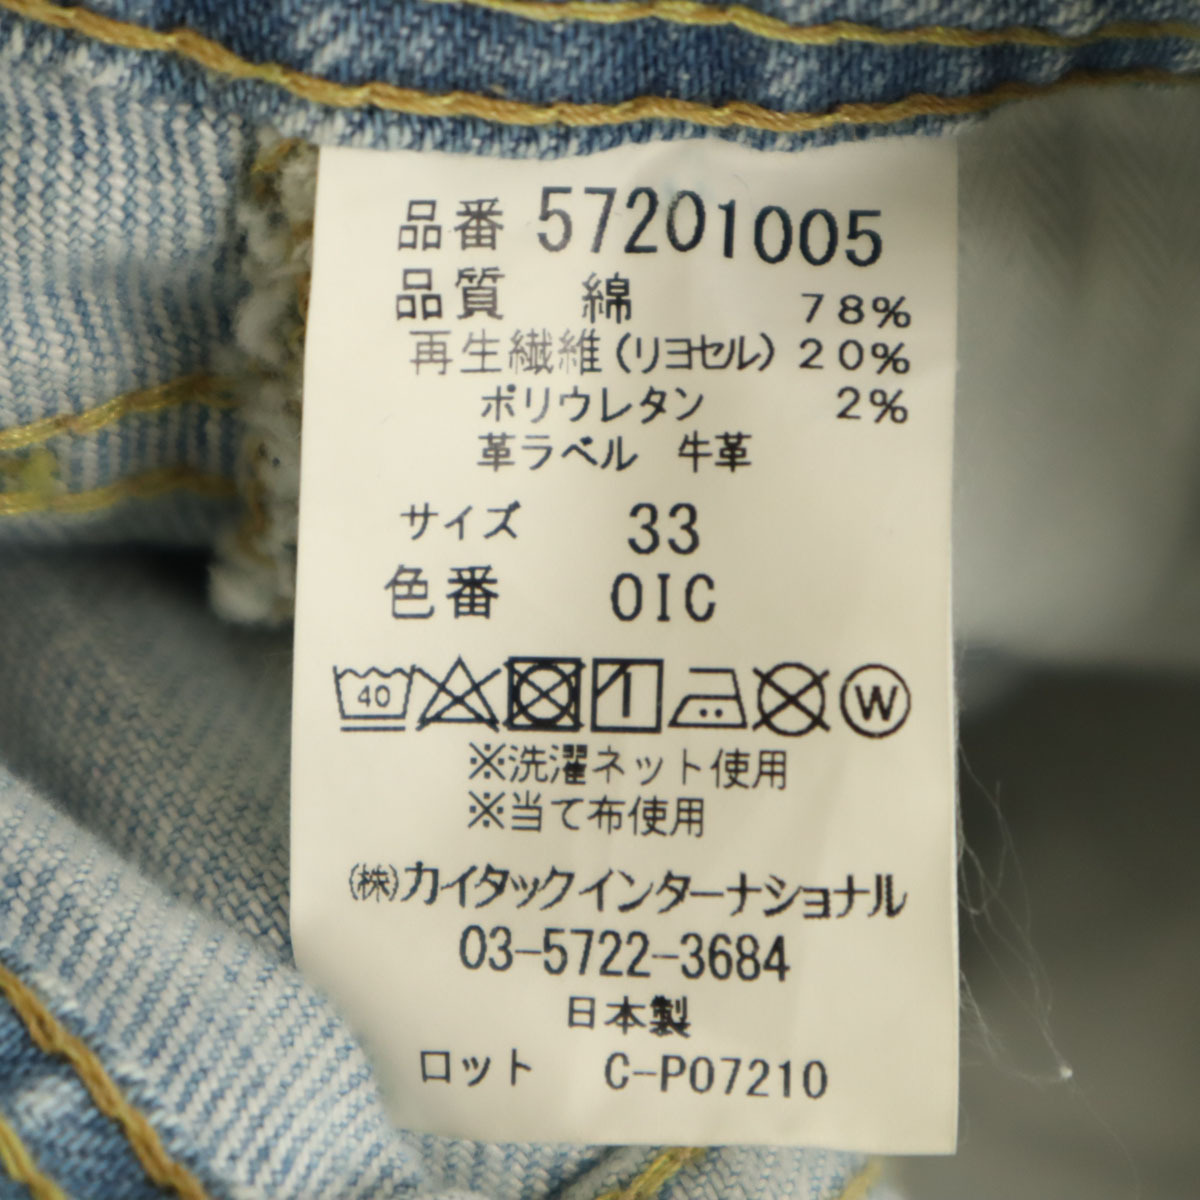 品番 57201005
品質 綿 78%
再生繊維(リヨセル) 20%
ポリウレタン 2%
革ラベル 牛革
サイズ 33
色番 0IC
40 W
※洗濯ネット使用
※当て布使用
(株)カイタックインターナショナル
03-5722-3684
日本製
ロット C-P07210